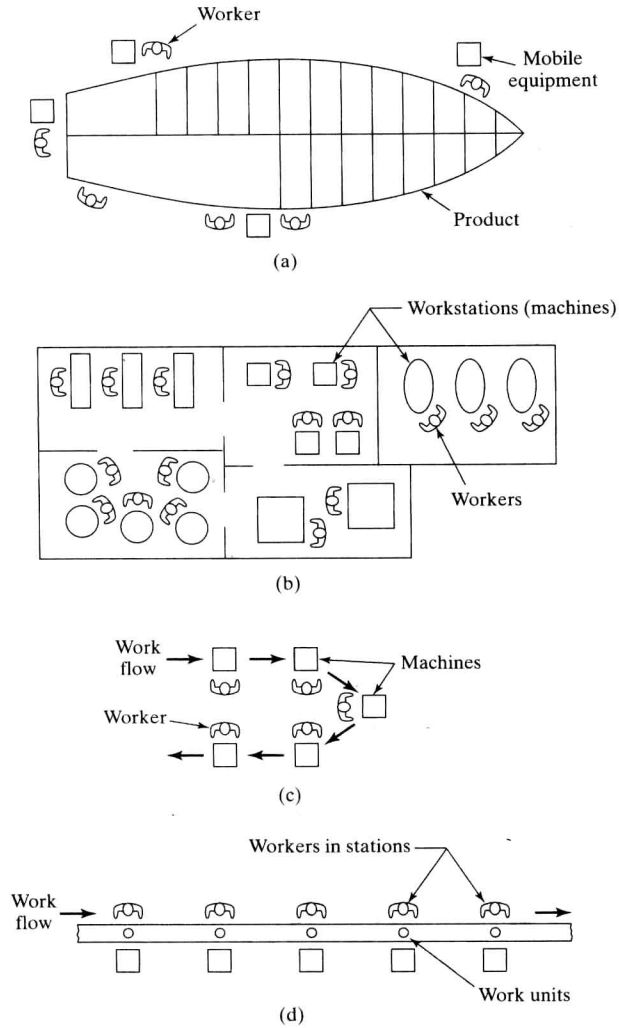 Worker
Mobile
equipment
Product
(a)
Workstations (machines)
Workers
(b)
Work
flow
Machines
Worker
(c)
Workers in stations
Work
flow
Work units
(d)